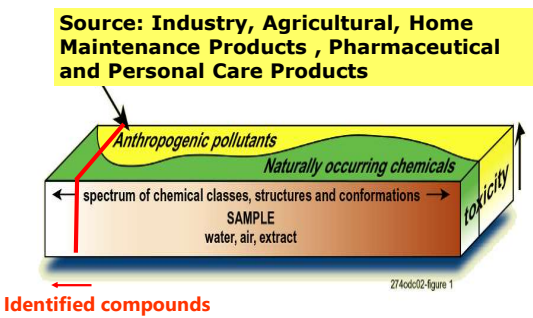 Source: Industry, Agricultural, Home
Maintenance Products , Pharmaceutical
and Personal Care Products
Anthropogenic pollutants
Naturally occurring chemicals
spectrum of chemical classes, structures and conformations
SAMPLE
water, air, extract
toxicity
274odc02-figure 1
Identified compounds